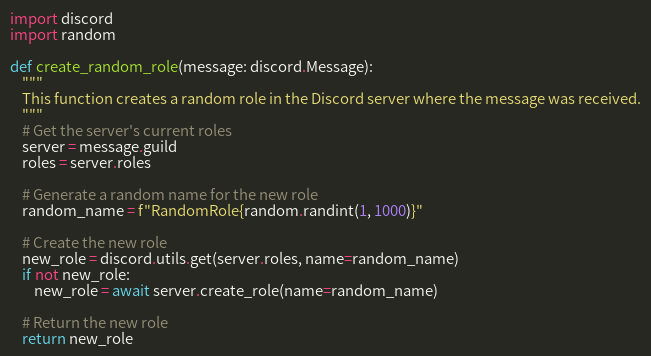 import discord
import random

def create_random_role(message: discord.Message):
    """
    This function creates a random role in the Discord server where the message was received.
    """
    # Get the server's current roles
    server = message.guild
    roles = server.roles

    # Generate a random name for the new role
    random_name = f"RandomRole{random.randint(1, 1000)}"

    # Create the new role
    new_role = discord.utils.get(server.roles, name=random_name)
    if not new_role:
        new_role = await server.create_role(name=random_name)

    # Return the new role
    return new_role